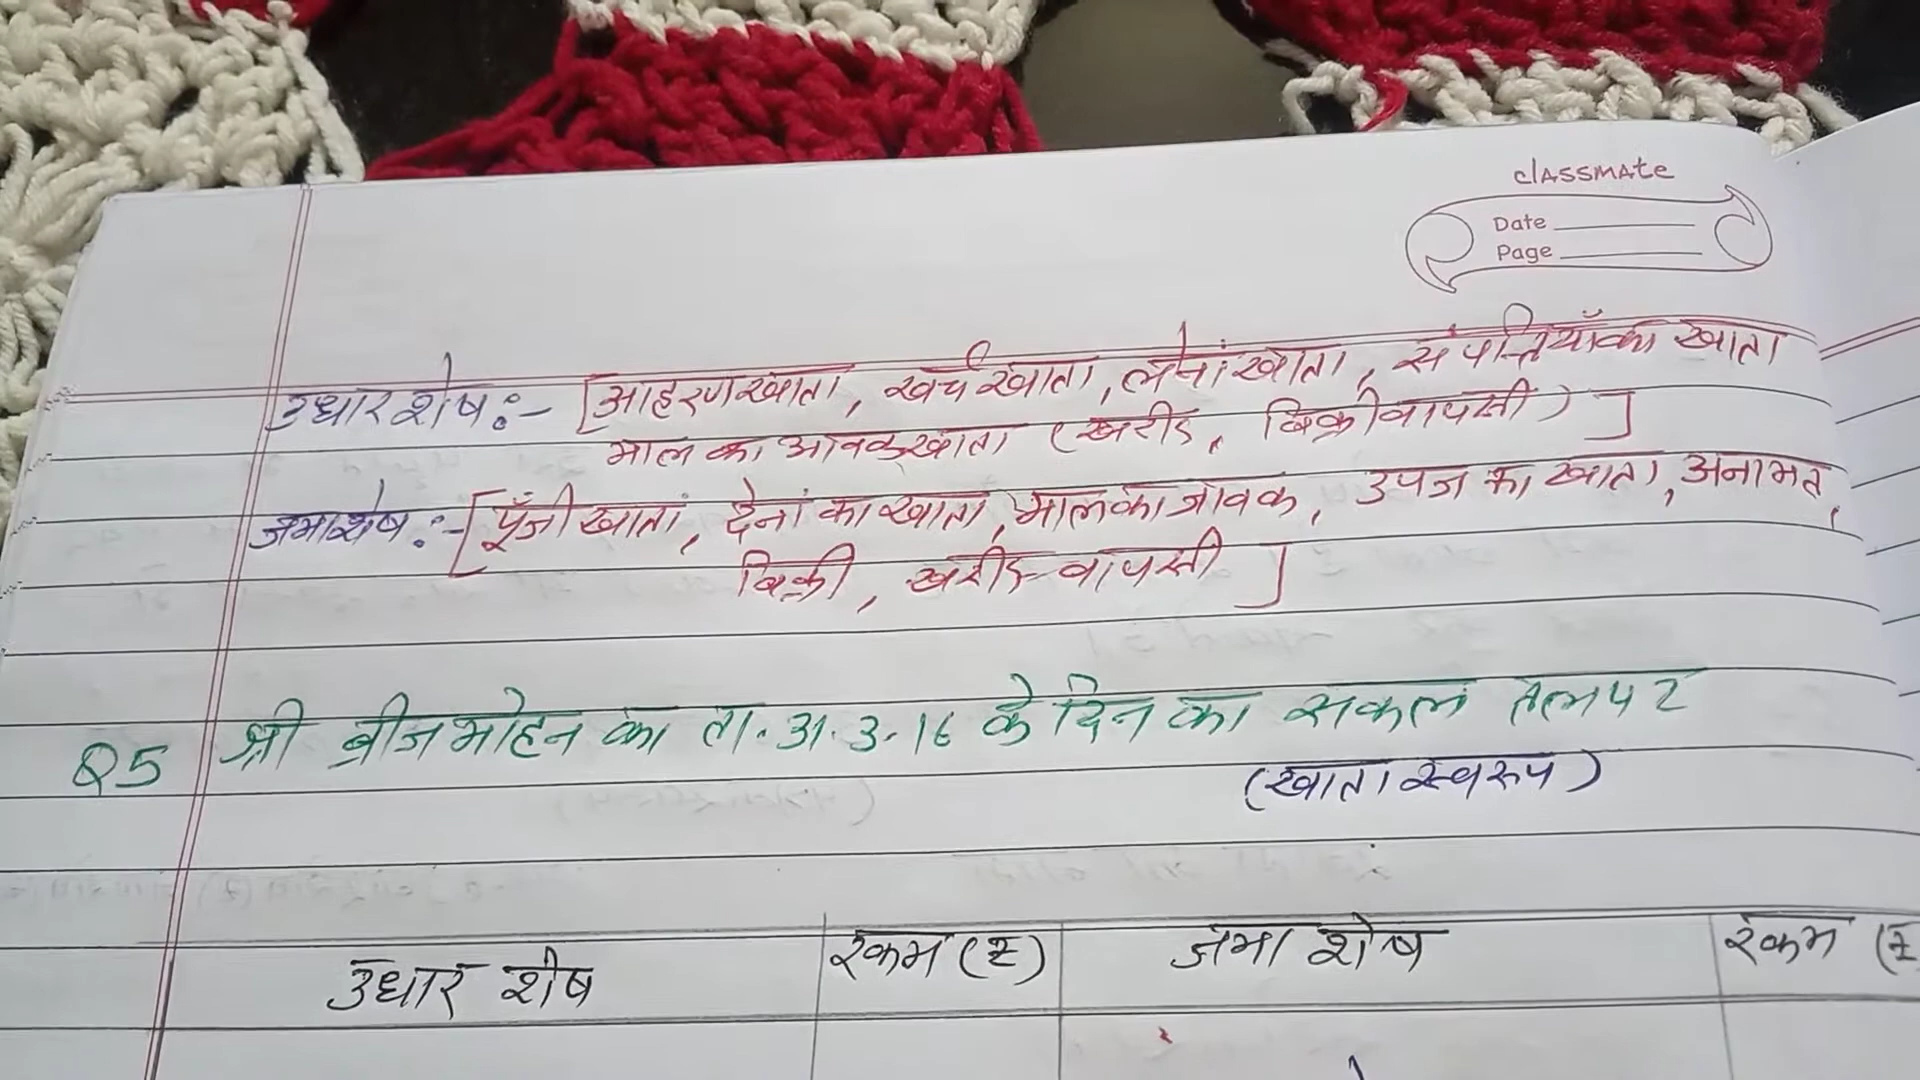 classmate
Date
Page
उधार शेष :- [आहरण खाता, खर्च खाता, लेनां खाता, संपत्तियाँ का खाता
माल का आवक खाता (खरीद, बिक्री वापसी) ]
जमा शेष :- [पूँजी खातां, देनां का खाता, माल का जावक, उपज का खाता, अनामत,
बिक्री, खरीद वापसी ]
Q5 श्री ब्रीजमोहन का ता. 31.3.16 के दिन का सकल तलपट
(खाता स्वरूप)
उधार शेष रकम (₹) जमा शेष रकम (₹